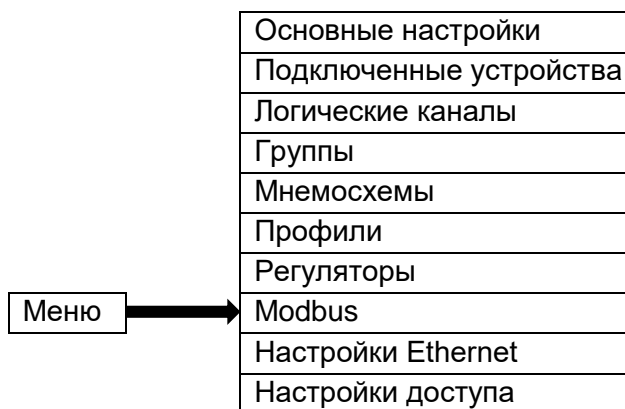 Основные настройки
Подключенные устройства
Логические каналы
Группы
Мнемосхемы
Профили
Регуляторы
Меню
Modbus
Настройки Ethernet
Настройки доступа